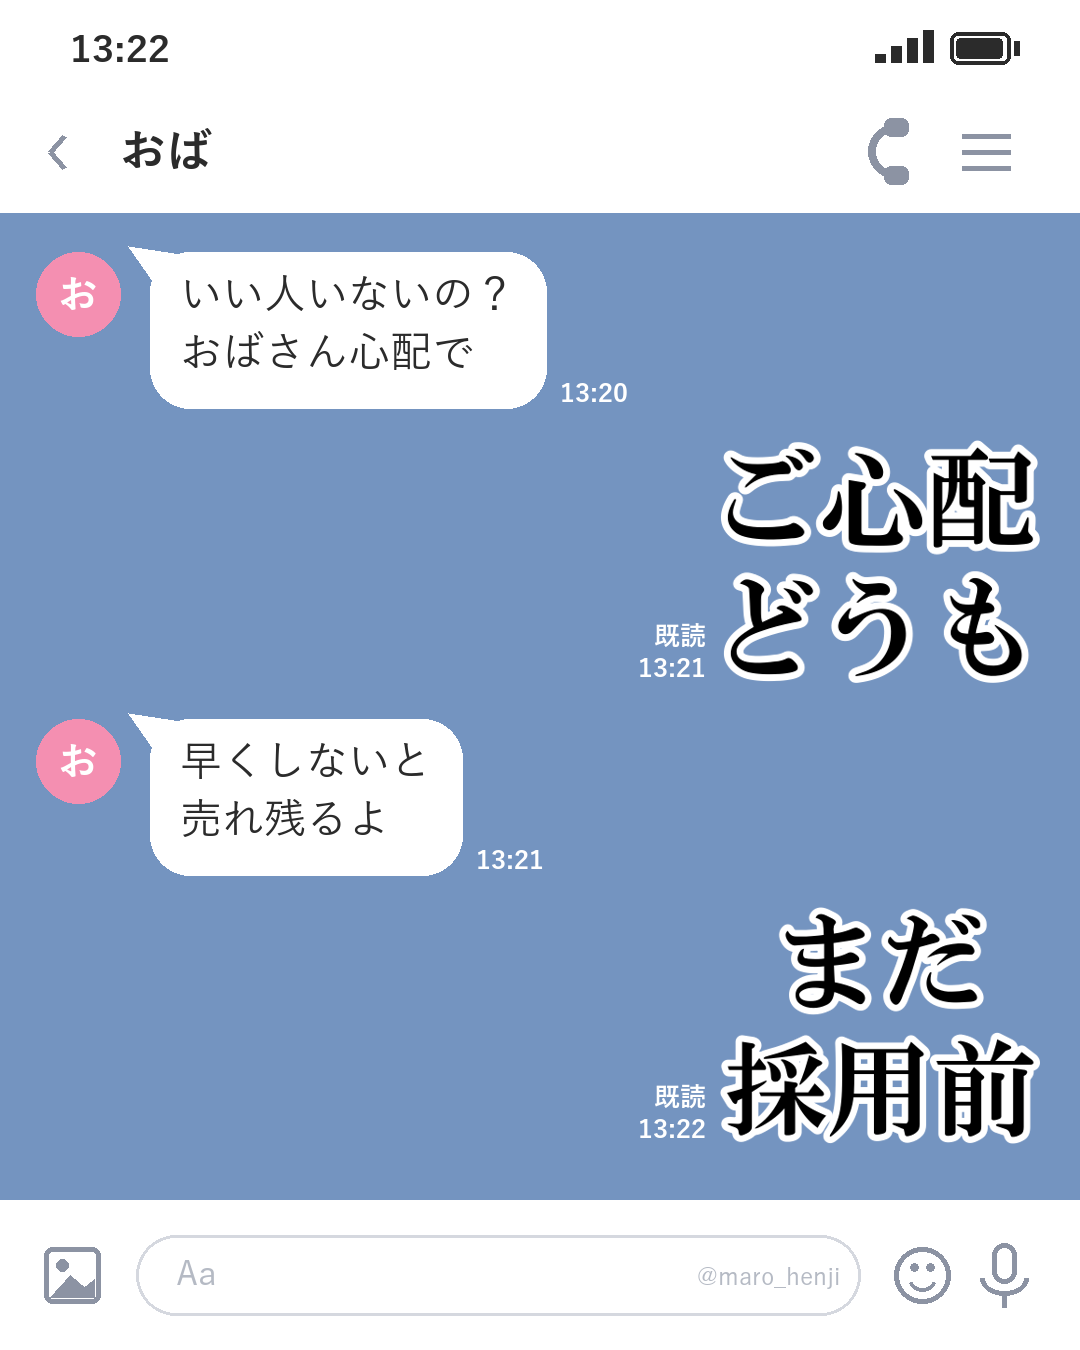 13:22
おば
お
いい人いないの？
おばさん心配で
13:20
ご心配
どうも
既読
13:21
お
早くしないと
売れ残るよ
13:21
まだ
採用前
既読
13:22
Aa
@maro_henji